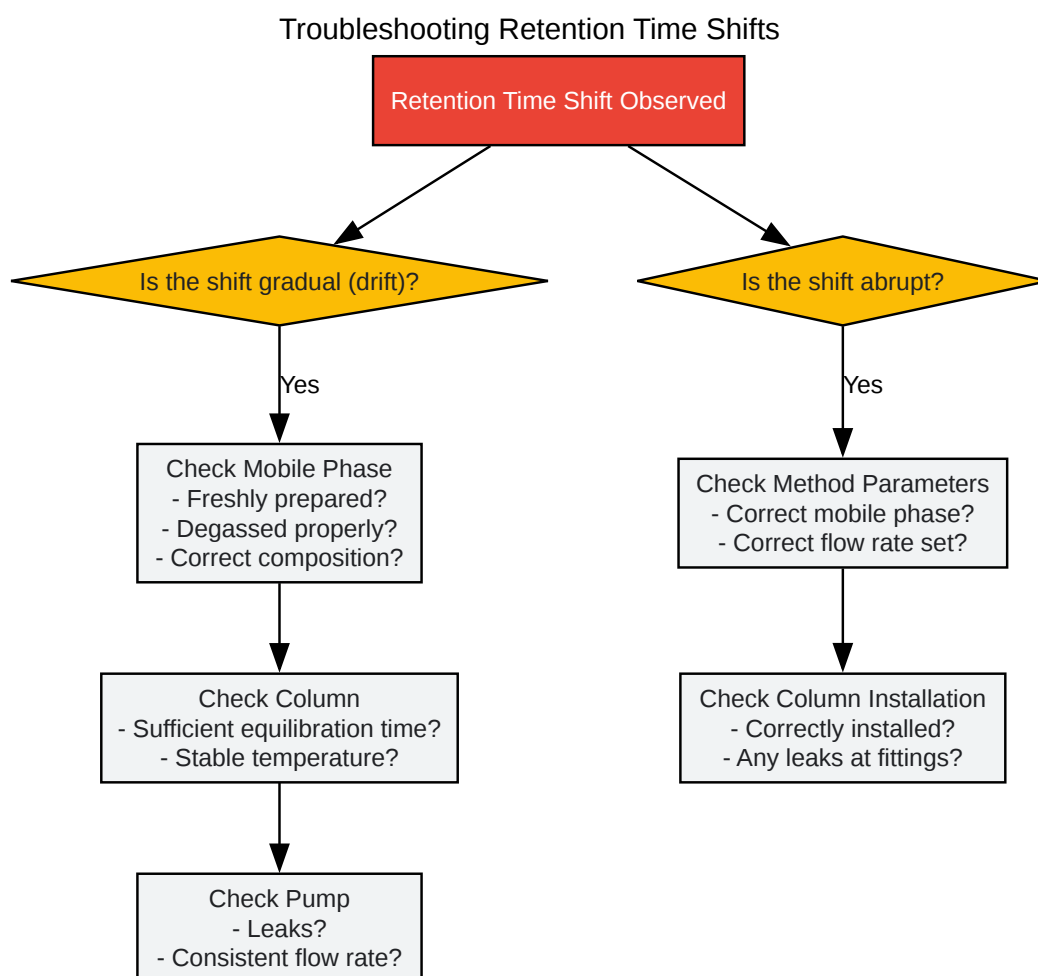 Troubleshooting Retention Time Shifts
Retention Time Shift Observed
Is the shift gradual (drift)?
Is the shift abrupt?
Yes
Yes
Check Mobile Phase
- Freshly prepared?
- Degassed properly?
- Correct composition?
Check Method Parameters
- Correct mobile phase?
- Correct flow rate set?
Check Column
- Sufficient equilibration time?
- Stable temperature?
Check Column Installation
- Correctly installed?
- Any leaks at fittings?
Check Pump
- Leaks?
- Consistent flow rate?